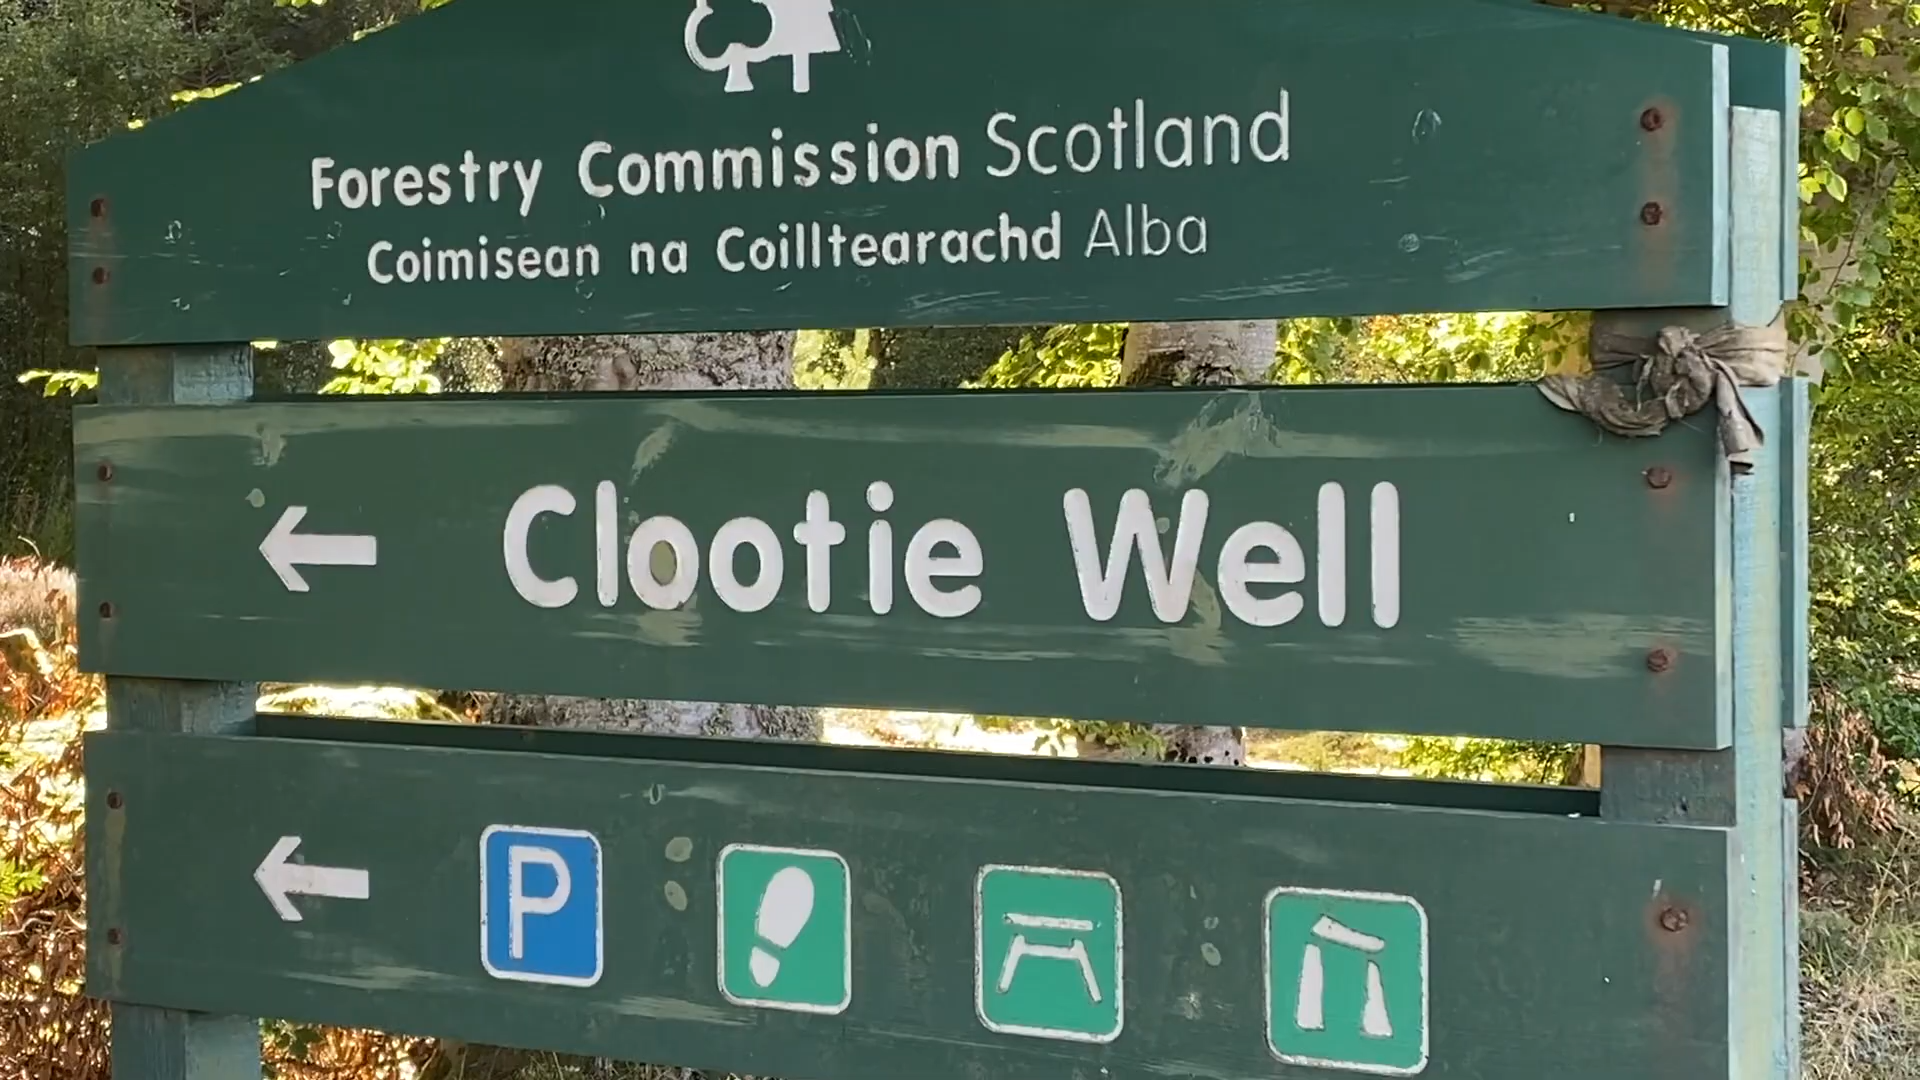 Forestry Commission Scotland
Coimisean na Coilltearachd Alba
← Clootie Well
← P